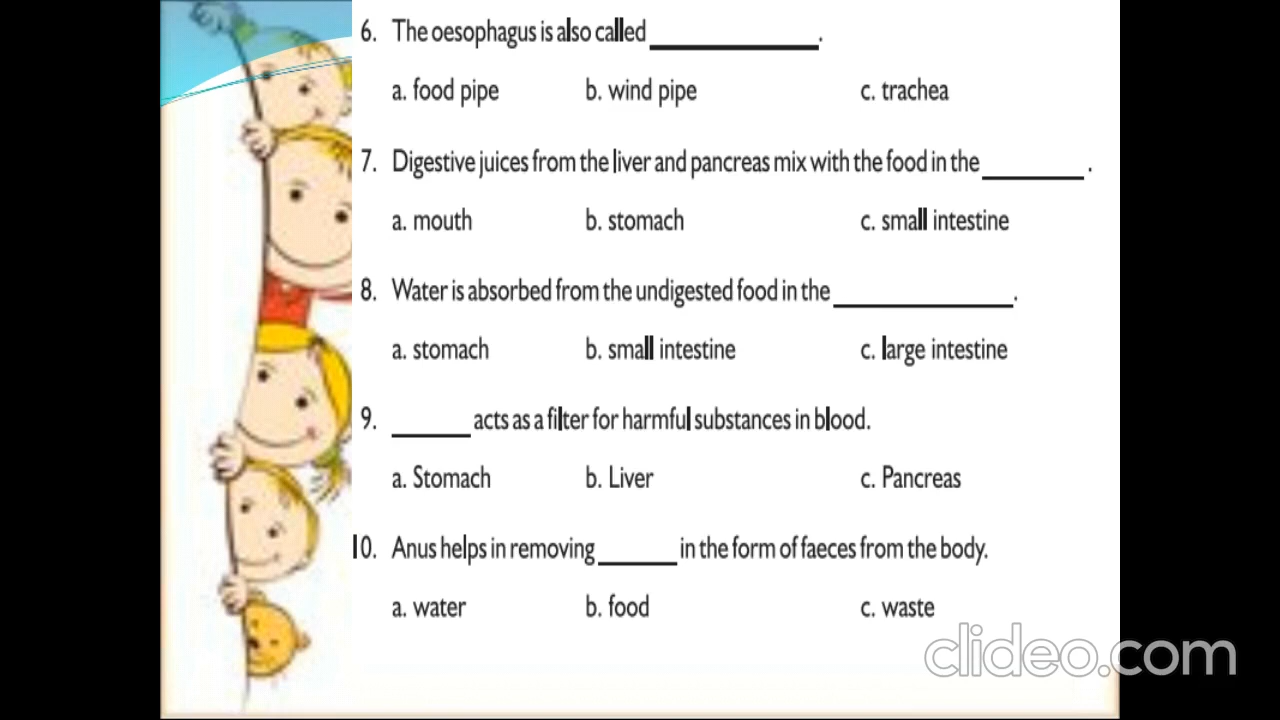 6. The oesophagus is also called ____________.
a. food pipe b. wind pipe c. trachea
7. Digestive juices from the liver and pancreas mix with the food in the ________ .
a. mouth b. stomach c. small intestine
8. Water is absorbed from the undigested food in the _____________.
a. stomach b. small intestine c. large intestine
9. ______ acts as a filter for harmful substances in blood.
a. Stomach b. Liver c. Pancreas
10. Anus helps in removing ______ in the form of faeces from the body.
a. water b. food c. waste
clideo.com